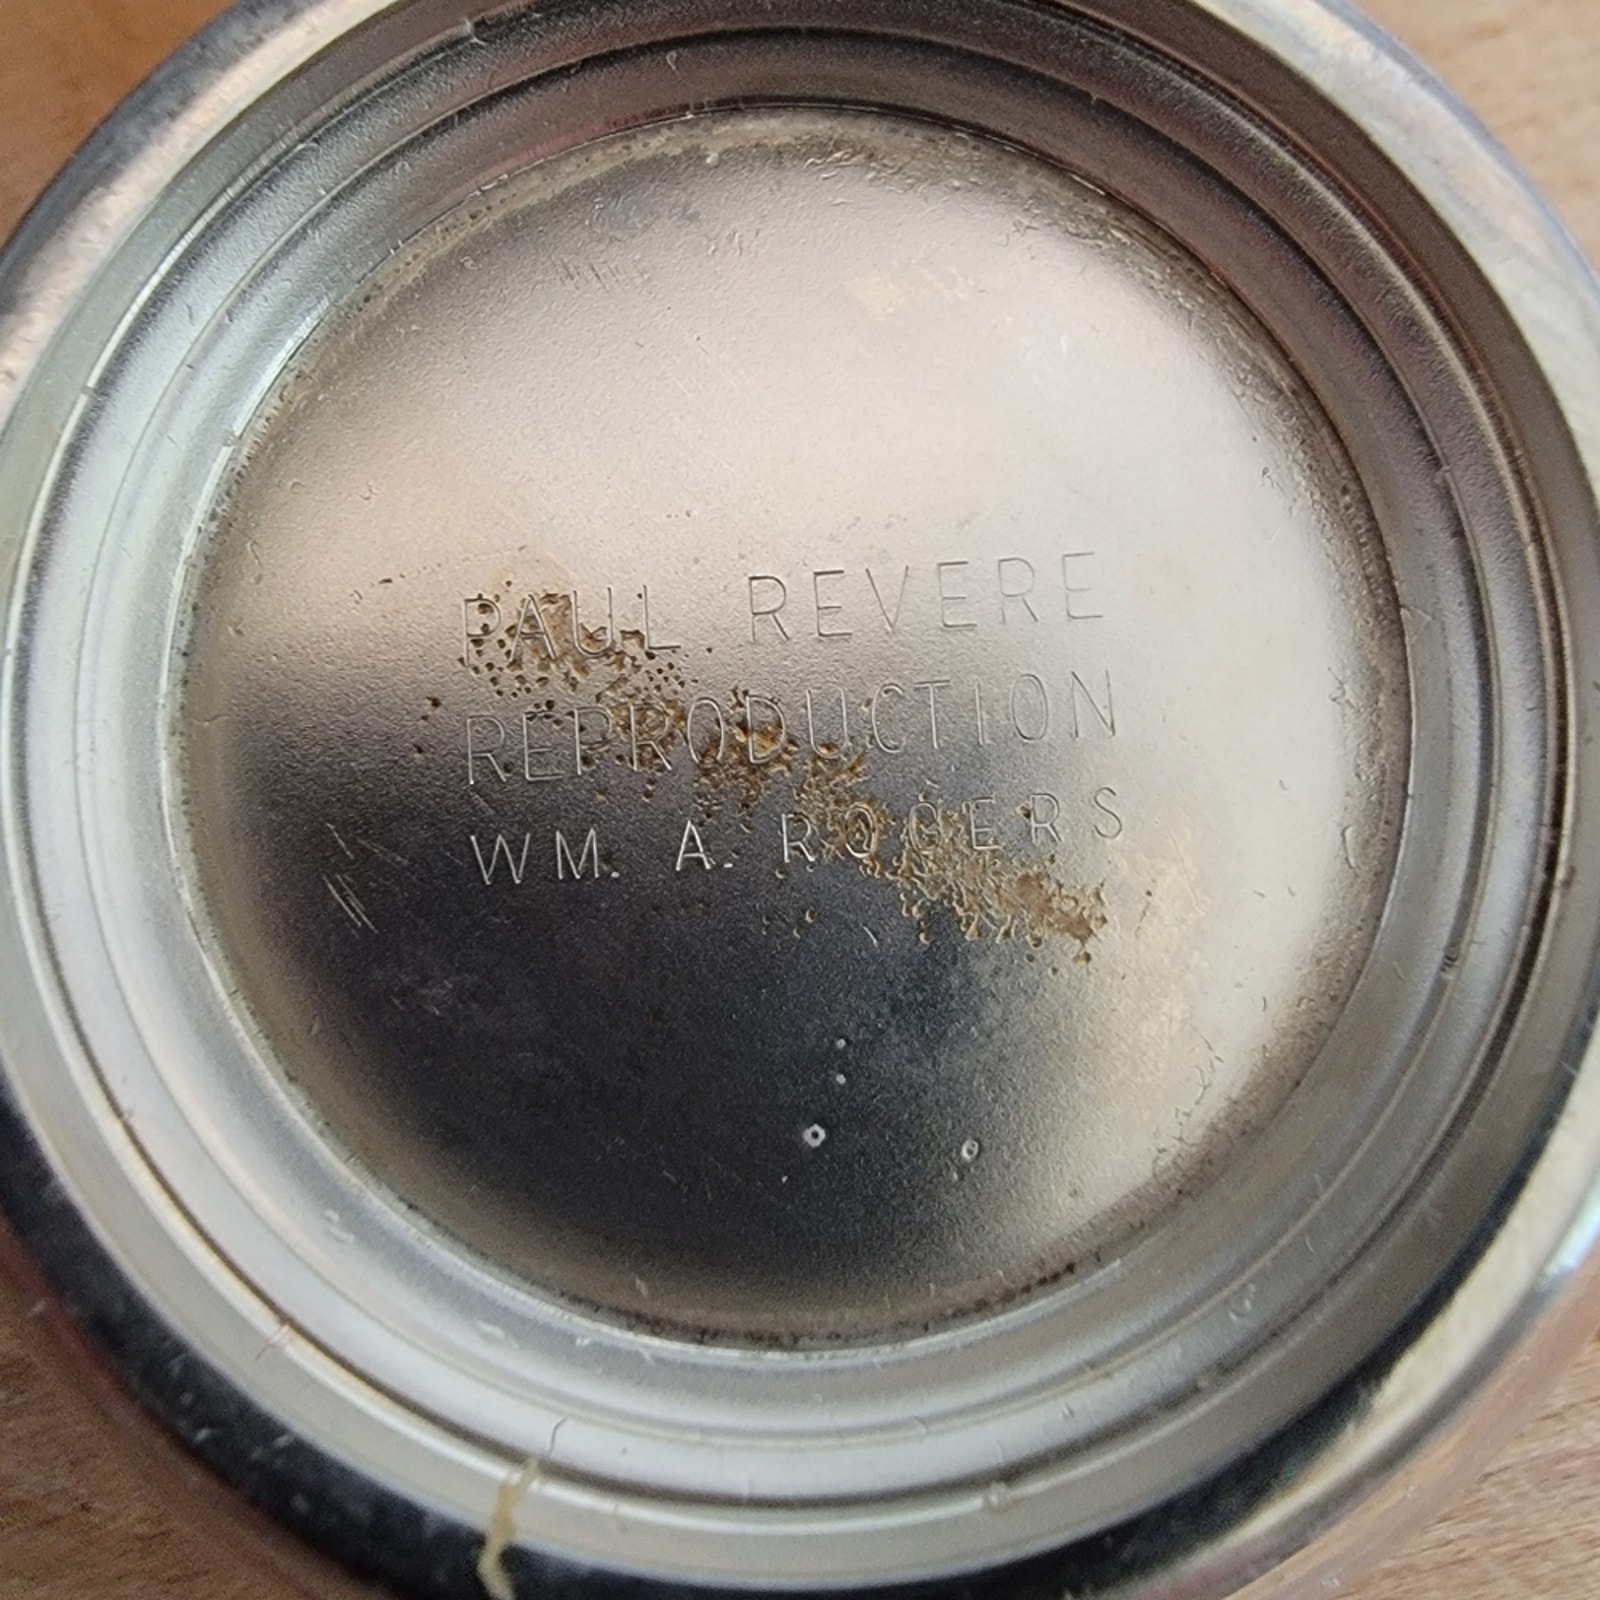 PAUL REVERE
REPRODUCTION
WM. A. ROGERS